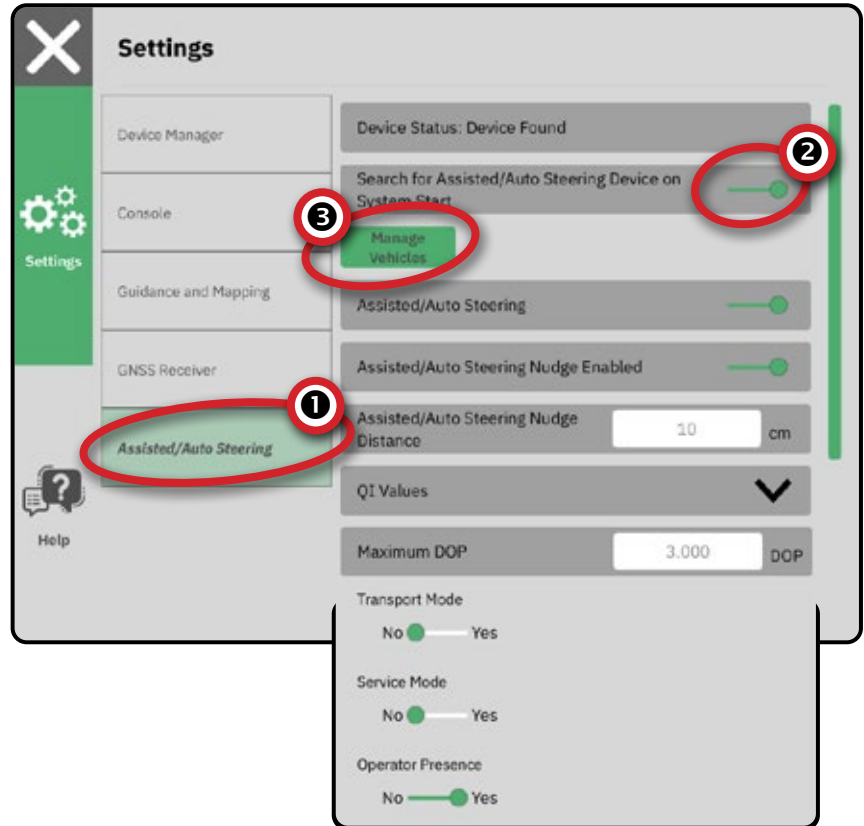 Settings
Settings
Help
Device Manager
Console
Guidance and Mapping
GNSS Receiver
Assisted/Auto Steering
1
Device Status: Device Found
Search for Assisted/Auto Steering Device on
System Start
2
3
Manage
Vehicles
Assisted/Auto Steering
Assisted/Auto Steering Nudge Enabled
Assisted/Auto Steering Nudge
Distance
10 cm
QI Values
Maximum DOP 3.000 DOP
Transport Mode
No Yes
Service Mode
No Yes
Operator Presence
No Yes